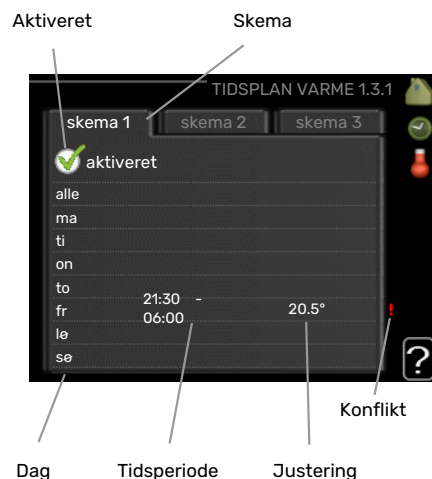 Aktiveret Skema
TIDSPLAN VARME 1.3.1
skema 1 skema 2 skema 3
aktiveret
alle
ma
ti
on
to
21:30 -
fr 20.5° !
06:00
lø
sø
?
Konflikt
Dag Tidsperiode Justering